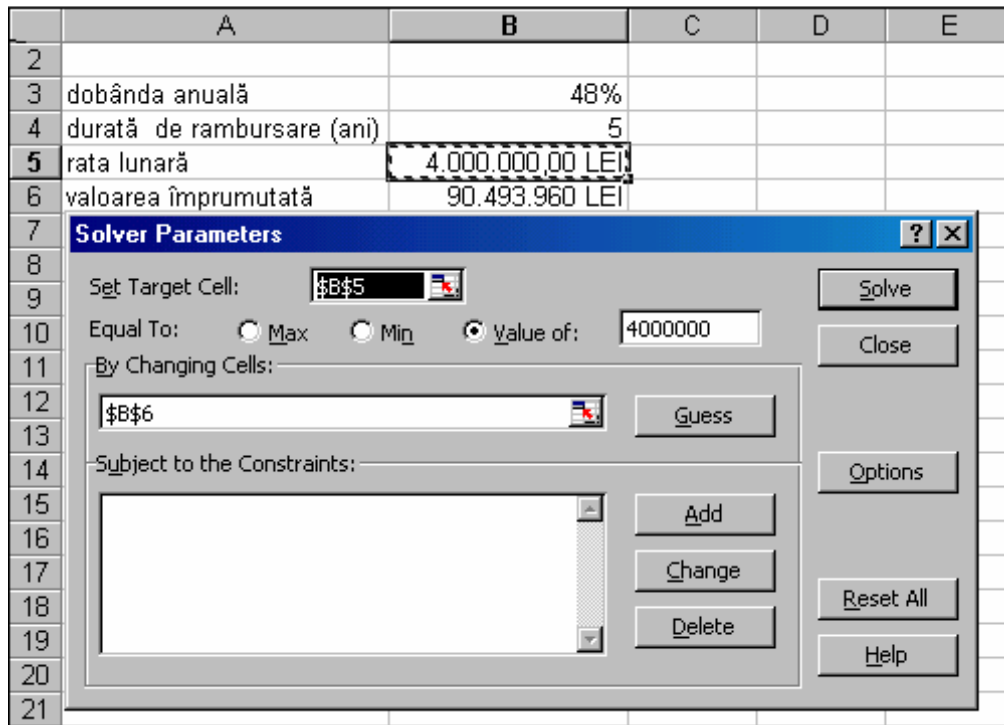 A B C D E
2
3 dobânda anuală 48%
4 durată de rambursare (ani) 5
5 rata lunară 4.000.000,00 LEI
6 valoarea împrumutată 90.493.960 LEI
7 Solver Parameters ? X
8
Set Target Cell: $B$5 Solve
9
10 Equal To: Max Min Value of: 4000000 Close
11 By Changing Cells:
12 $B$6 Guess
13
14 Subject to the Constraints: Options
15 Add
16
17 Change
18 Reset All
19 Delete
20 Help
21